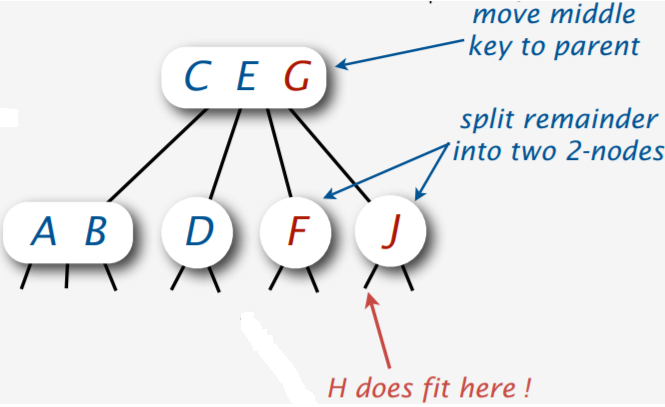 move middle
key to parent
C E G
split remainder
into two 2-nodes
A B
D
F
J
H does fit here !